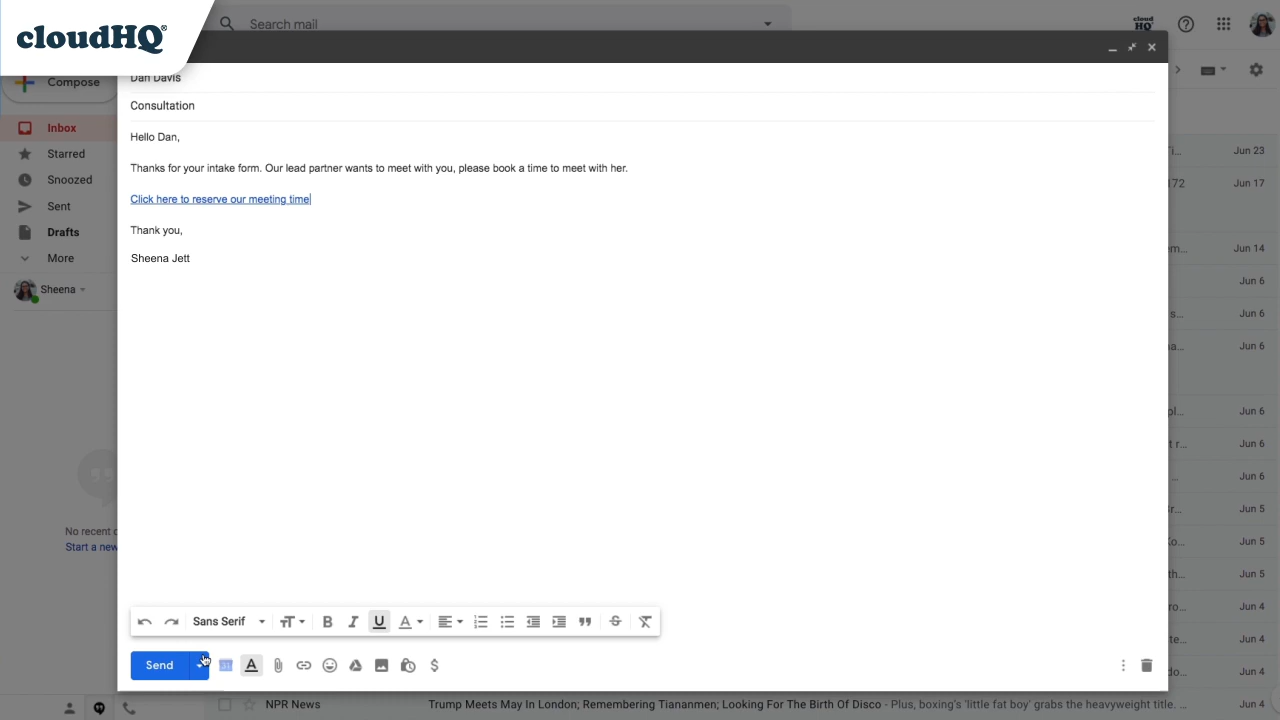 cloudHQ®
Search mail
cloud
HQ
Compose
Dan Davis
Consultation
Inbox
Hello Dan,
Starred
Jun 23
Thanks for your intake form. Our lead partner wants to meet with you, please book a time to meet with her.
Snoozed
172
Jun 17
Click here to reserve our meeting time
Sent
Thank you,
Drafts
Jun 14
Sheena Jett
More
Jun 6
Sheena
Jun 6
Jun 6
Jun 6
Jun 6
Jun 6
Jun 5
No recent
Start a new
Jun 5
Jun 5
Jun 4
Sans Serif
B I U A
Jun 4
Send
A
$
Jun 4
NPR News
Trump Meets May In London; Remembering Tiananmen; Looking For The Birth Of Disco - Plus, boxing's 'little fat boy' grabs the heavyweight title. ...
Jun 4